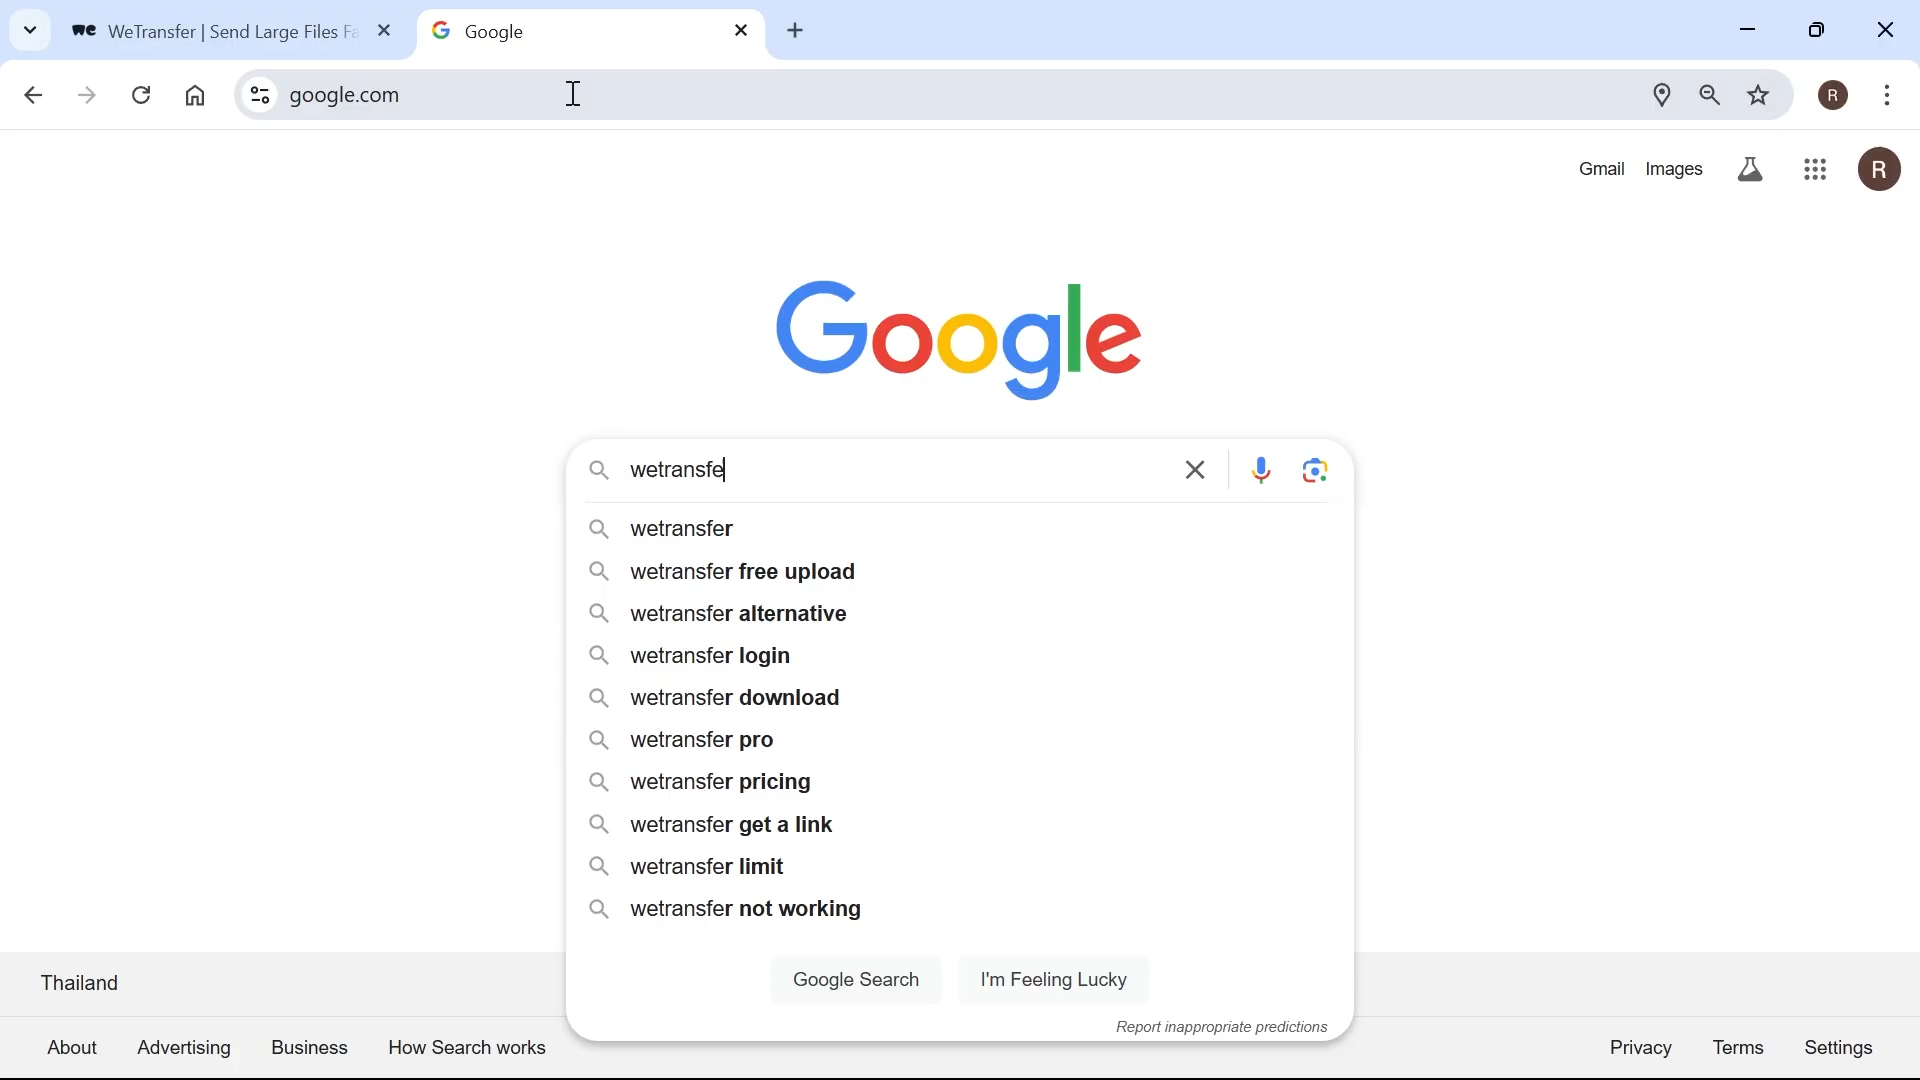 WeTransfer | Send Large Files Fa
Google
google.com
R
Gmail Images R
Google
wetransfe
wetransfer
wetransfer free upload
wetransfer alternative
wetransfer login
wetransfer download
wetransfer pro
wetransfer pricing
wetransfer get a link
wetransfer limit
wetransfer not working
Google Search I'm Feeling Lucky
Report inappropriate predictions
Thailand
About Advertising Business How Search works Privacy Terms Settings